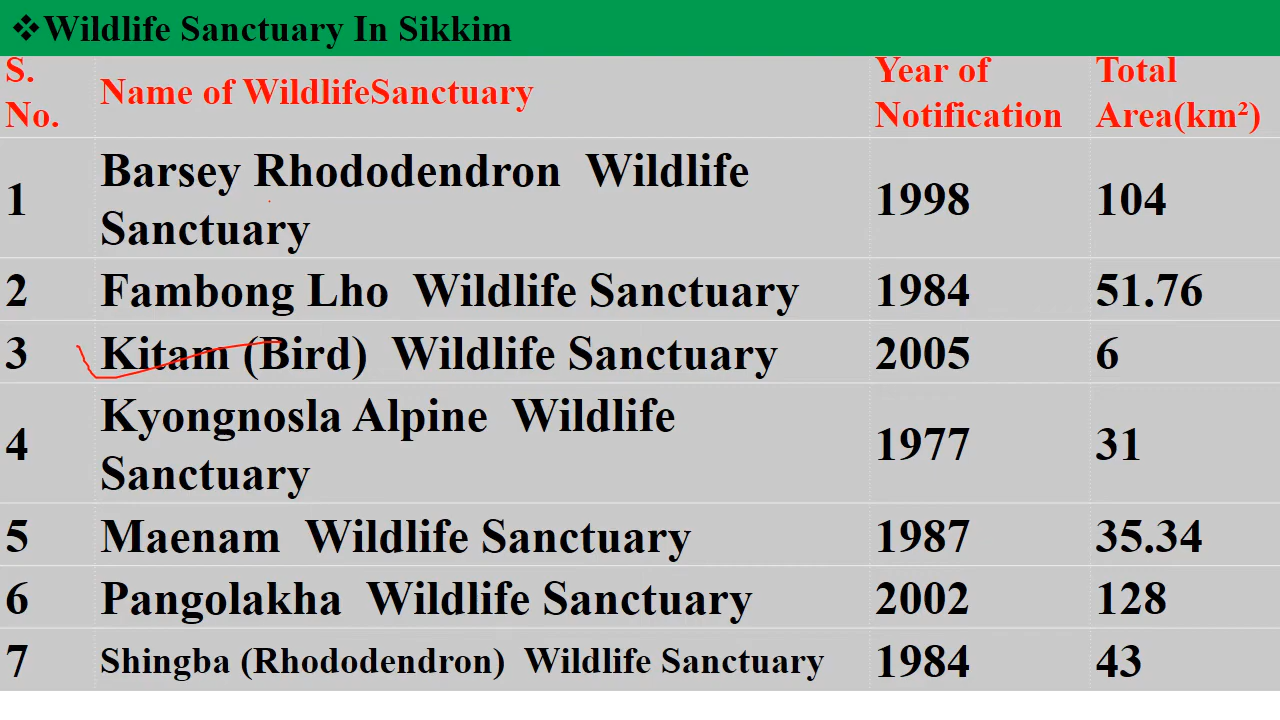 ❖Wildlife Sanctuary In Sikkim
S. No. Name of WildlifeSanctuary Year of Notification Total Area(km²)
1 Barsey Rhododendron Wildlife Sanctuary 1998 104
2 Fambong Lho Wildlife Sanctuary 1984 51.76
3 Kitam (Bird) Wildlife Sanctuary 2005 6
4 Kyongnosla Alpine Wildlife Sanctuary 1977 31
5 Maenam Wildlife Sanctuary 1987 35.34
6 Pangolakha Wildlife Sanctuary 2002 128
7 Shingba (Rhododendron) Wildlife Sanctuary 1984 43